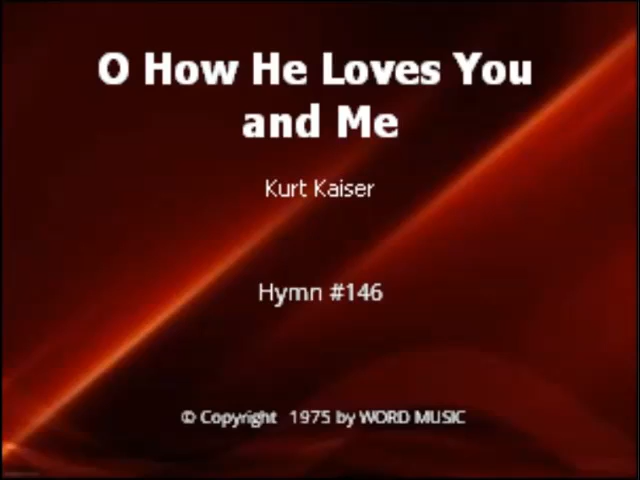 O How He Loves You
and Me
Kurt Kaiser
Hymn #146
© Copyright 1975 by WORD MUSIC